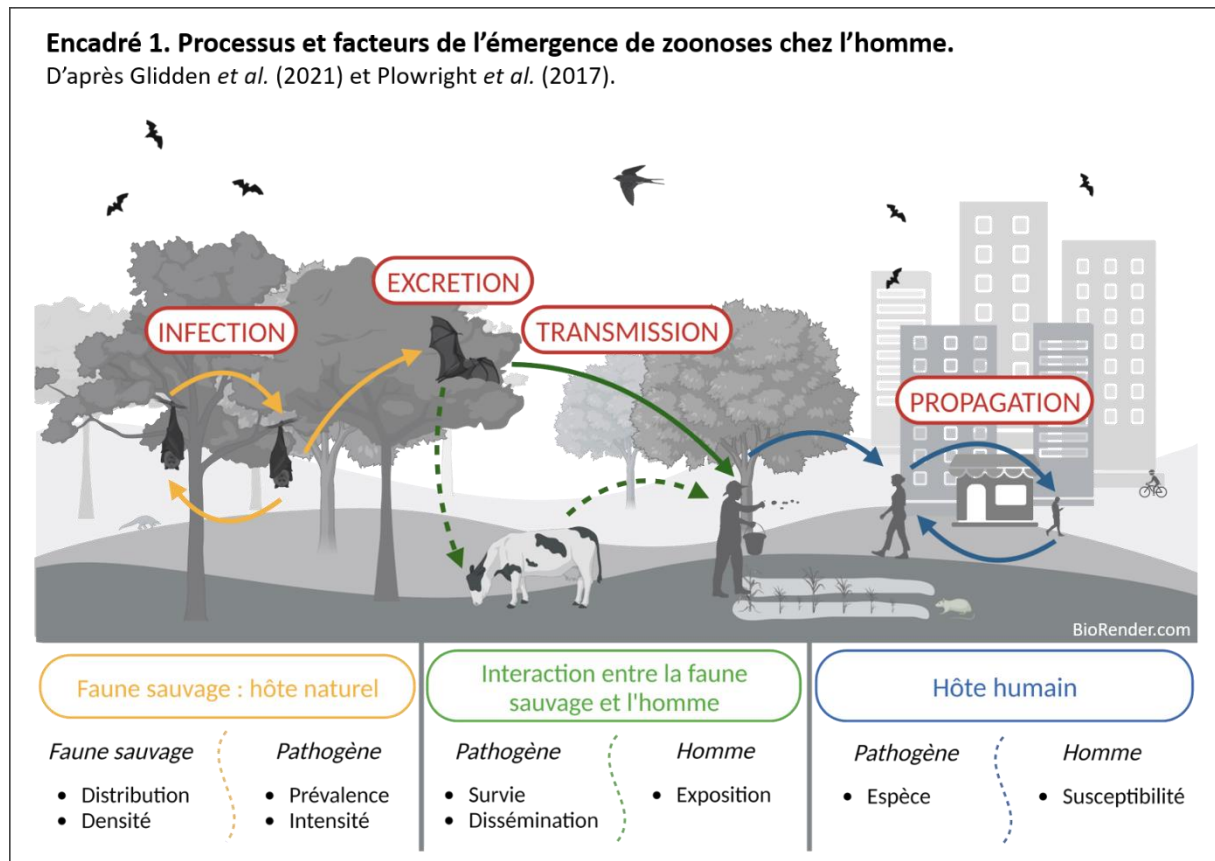 Encadré 1. Processus et facteurs de l’émergence de zoonoses chez l’homme.
D’après Glidden et al. (2021) et Plowright et al. (2017).
EXCRETION
INFECTION
TRANSMISSION
PROPAGATION
BioRender.com
Faune sauvage : hôte naturel
Interaction entre la faune
sauvage et l'homme
Hôte humain
Faune sauvage
Pathogène
Pathogène
Homme
Pathogène
Homme
• Distribution
• Densité
• Prévalence
• Intensité
• Survie
• Dissémination
• Exposition
• Espèce
• Susceptibilité